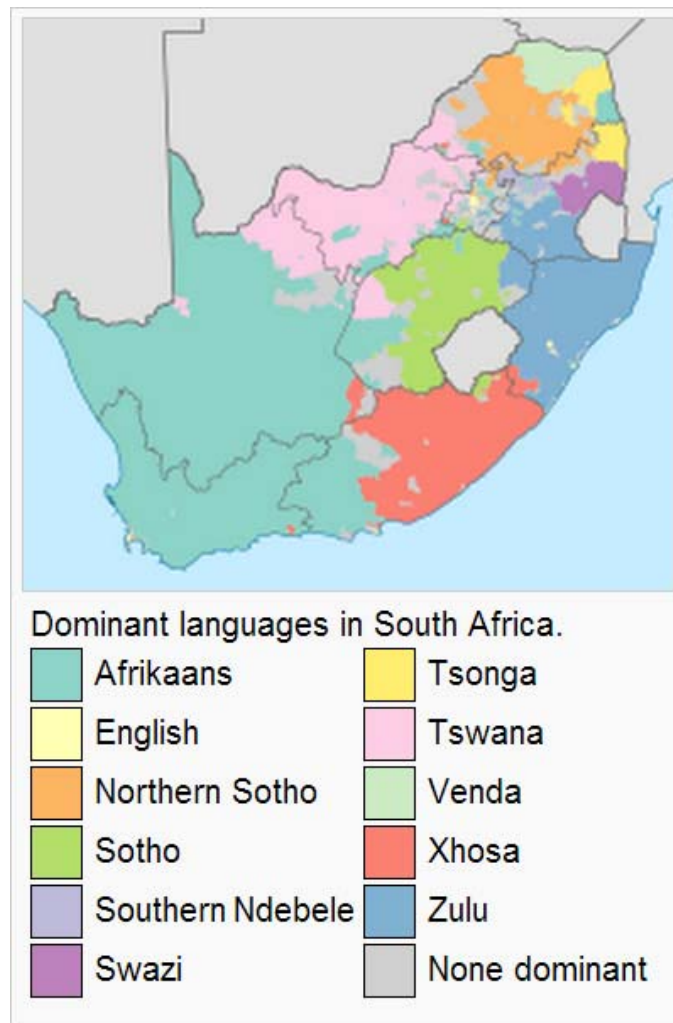 Dominant languages in South Africa.
Afrikaans
English
Northern Sotho
Sotho
Southern Ndebele
Swazi
Tsonga
Tswana
Venda
Xhosa
Zulu
None dominant